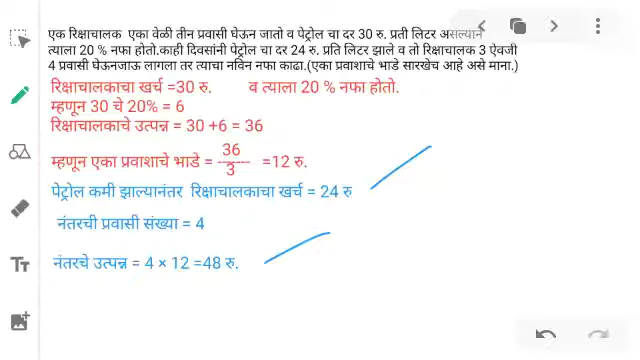 एक रिक्षाचालक एका वेळी तीन प्रवासी घेऊन जातो व पेट्रोल चा दर 30 रु. प्रती लिटर असल्याने
त्याला 20 % नफा होतो.काही दिवसांनी पेट्रोल चा दर 24 रु. प्रति लिटर झाले व तो रिक्षाचालक 3 ऐवजी
4 प्रवासी घेऊनजाऊ लागला तर त्याचा नविन नफा काढा.(एका प्रवाशाचे भाडे सारखेच आहे असे माना.)
रिक्षाचालकाचा खर्च =30 रु. व त्याला 20 % नफा होतो.
म्हणून 30 चे 20% = 6
रिक्षाचालकाचे उत्पन्न = 30 +6 = 36
म्हणून एका प्रवाशाचे भाडे = 36/3 =12 रु.
पेट्रोल कमी झाल्यानंतर रिक्षाचालकाचा खर्च = 24 रु
नंतरची प्रवासी संख्या = 4
नंतरचे उत्पन्न = 4 × 12 =48 रु.
TT